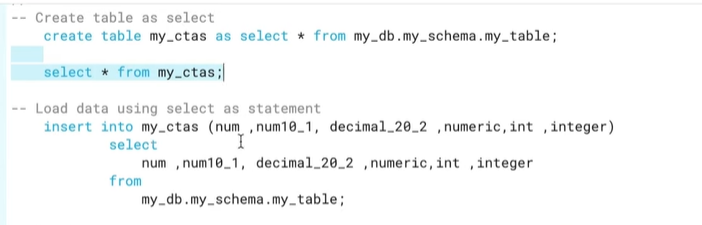 -- Create table as select
create table my_ctas as select * from my_db.my_schema.my_table;
select * from my_ctas;
-- Load data using select as statement
insert into my_ctas (num ,num10_1, decimal_20_2 ,numeric,int ,integer)
select
num ,num10_1, decimal_20_2 ,numeric,int ,integer
from
my_db.my_schema.my_table;